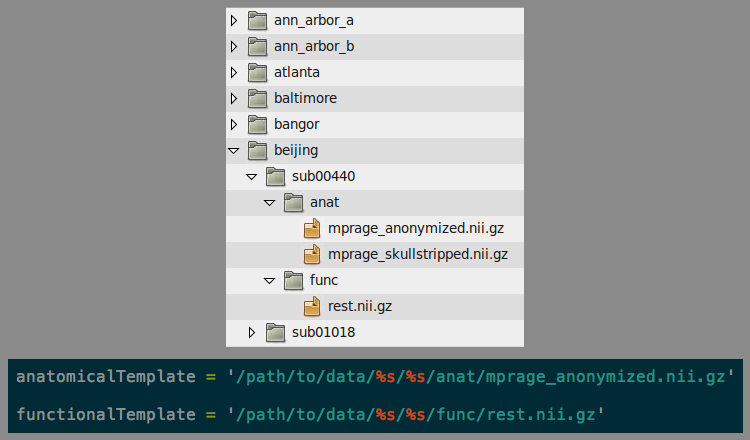 ann_arbor_a
ann_arbor_b
atlanta
baltimore
bangor
beijing
sub00440
anat
mprage_anonymized.nii.gz
mprage_skullstripped.nii.gz
func
rest.nii.gz
sub01018
anatomicalTemplate = '/path/to/data/%s/%s/anat/mprage_anonymized.nii.gz'
functionalTemplate = '/path/to/data/%s/%s/func/rest.nii.gz'